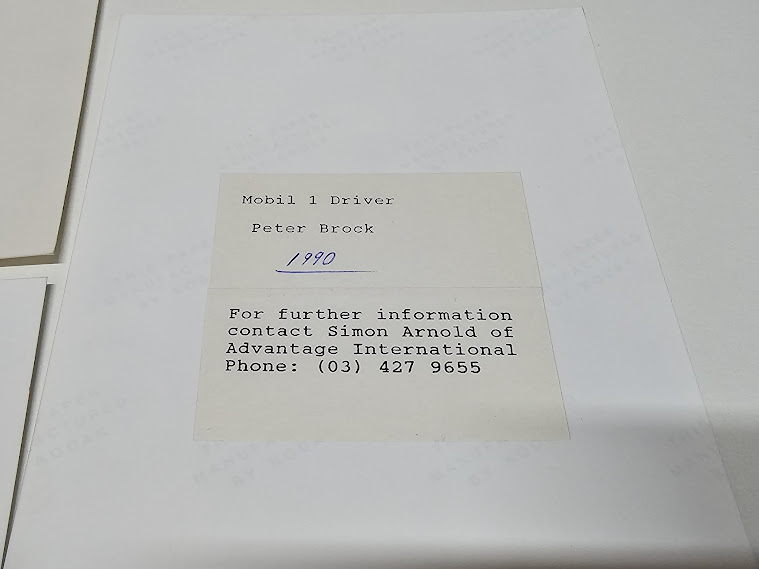 Mobil 1 Driver
Peter Brock
1990
For further information
contact Simon Arnold of
Advantage International
Phone: (03) 427 9655